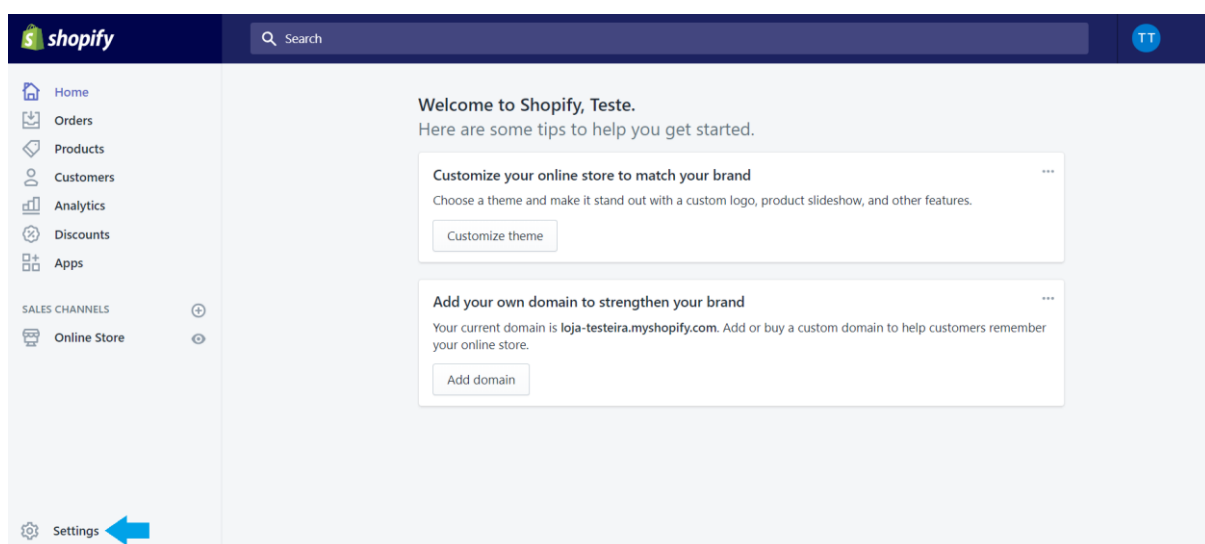 shopify
Search
TT
Home
Orders
Products
Customers
Analytics
Discounts
Apps
SALES CHANNELS
Online Store
Settings
Welcome to Shopify, Teste.
Here are some tips to help you get started.
Customize your online store to match your brand
Choose a theme and make it stand out with a custom logo, product slideshow, and other features.
Customize theme
Add your own domain to strengthen your brand
Your current domain is loja-testeira.myshopify.com. Add or buy a custom domain to help customers remember
your online store.
Add domain